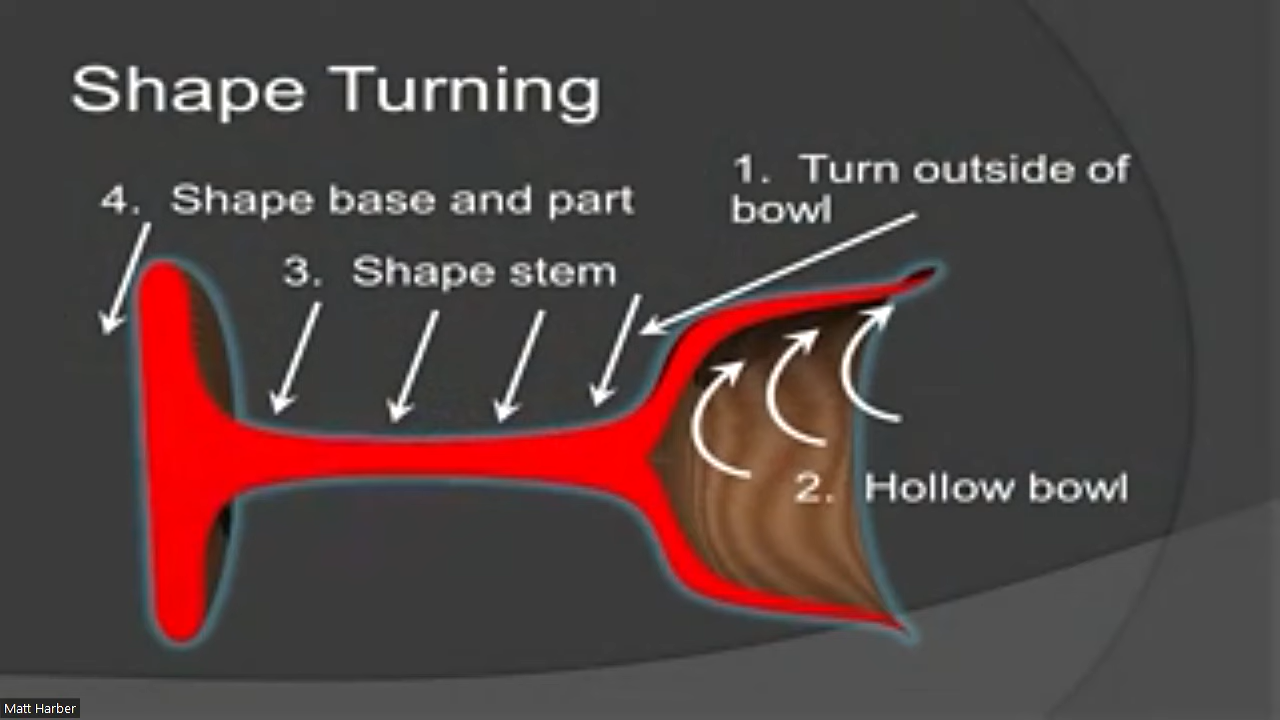 Shape Turning
1. Turn outside of
bowl
4. Shape base and part
3. Shape stem
2. Hollow bowl
Matt Harber